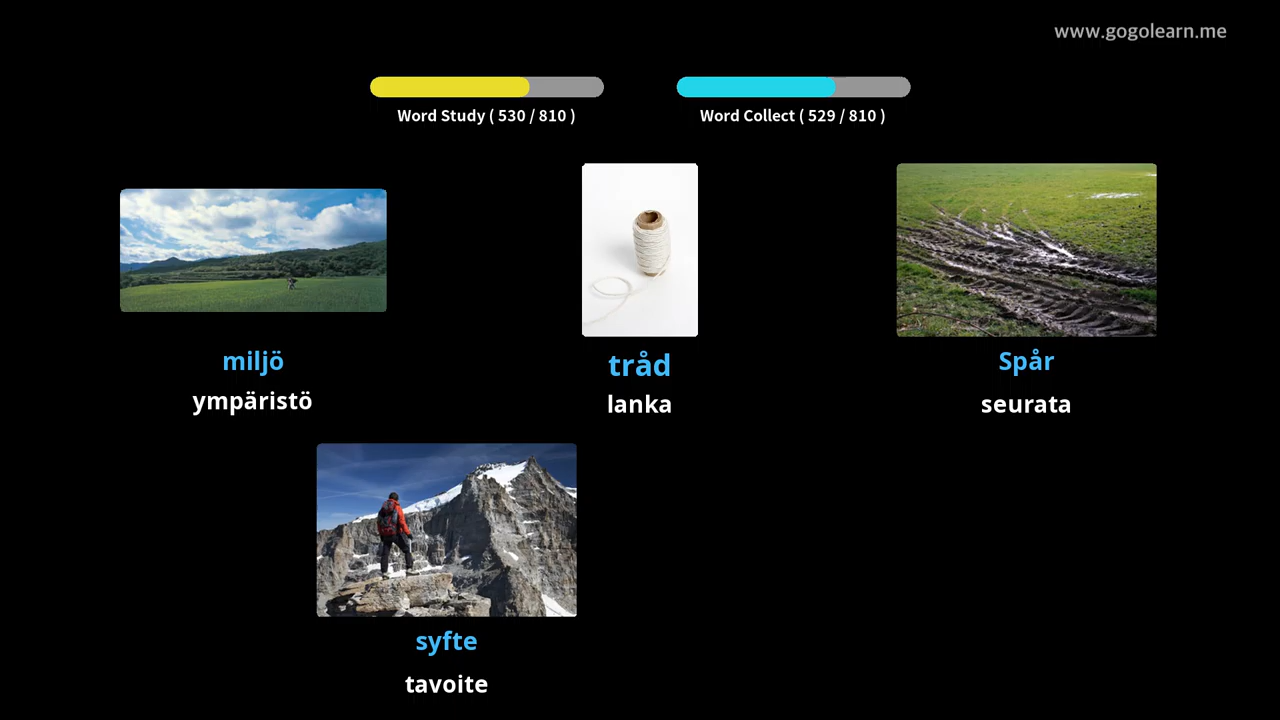 www.gogolearn.me
Word Study ( 530 / 810 )
Word Collect ( 529 / 810 )
miljö
ympäristö
tråd
lanka
Spår
seurata
syfte
tavoite